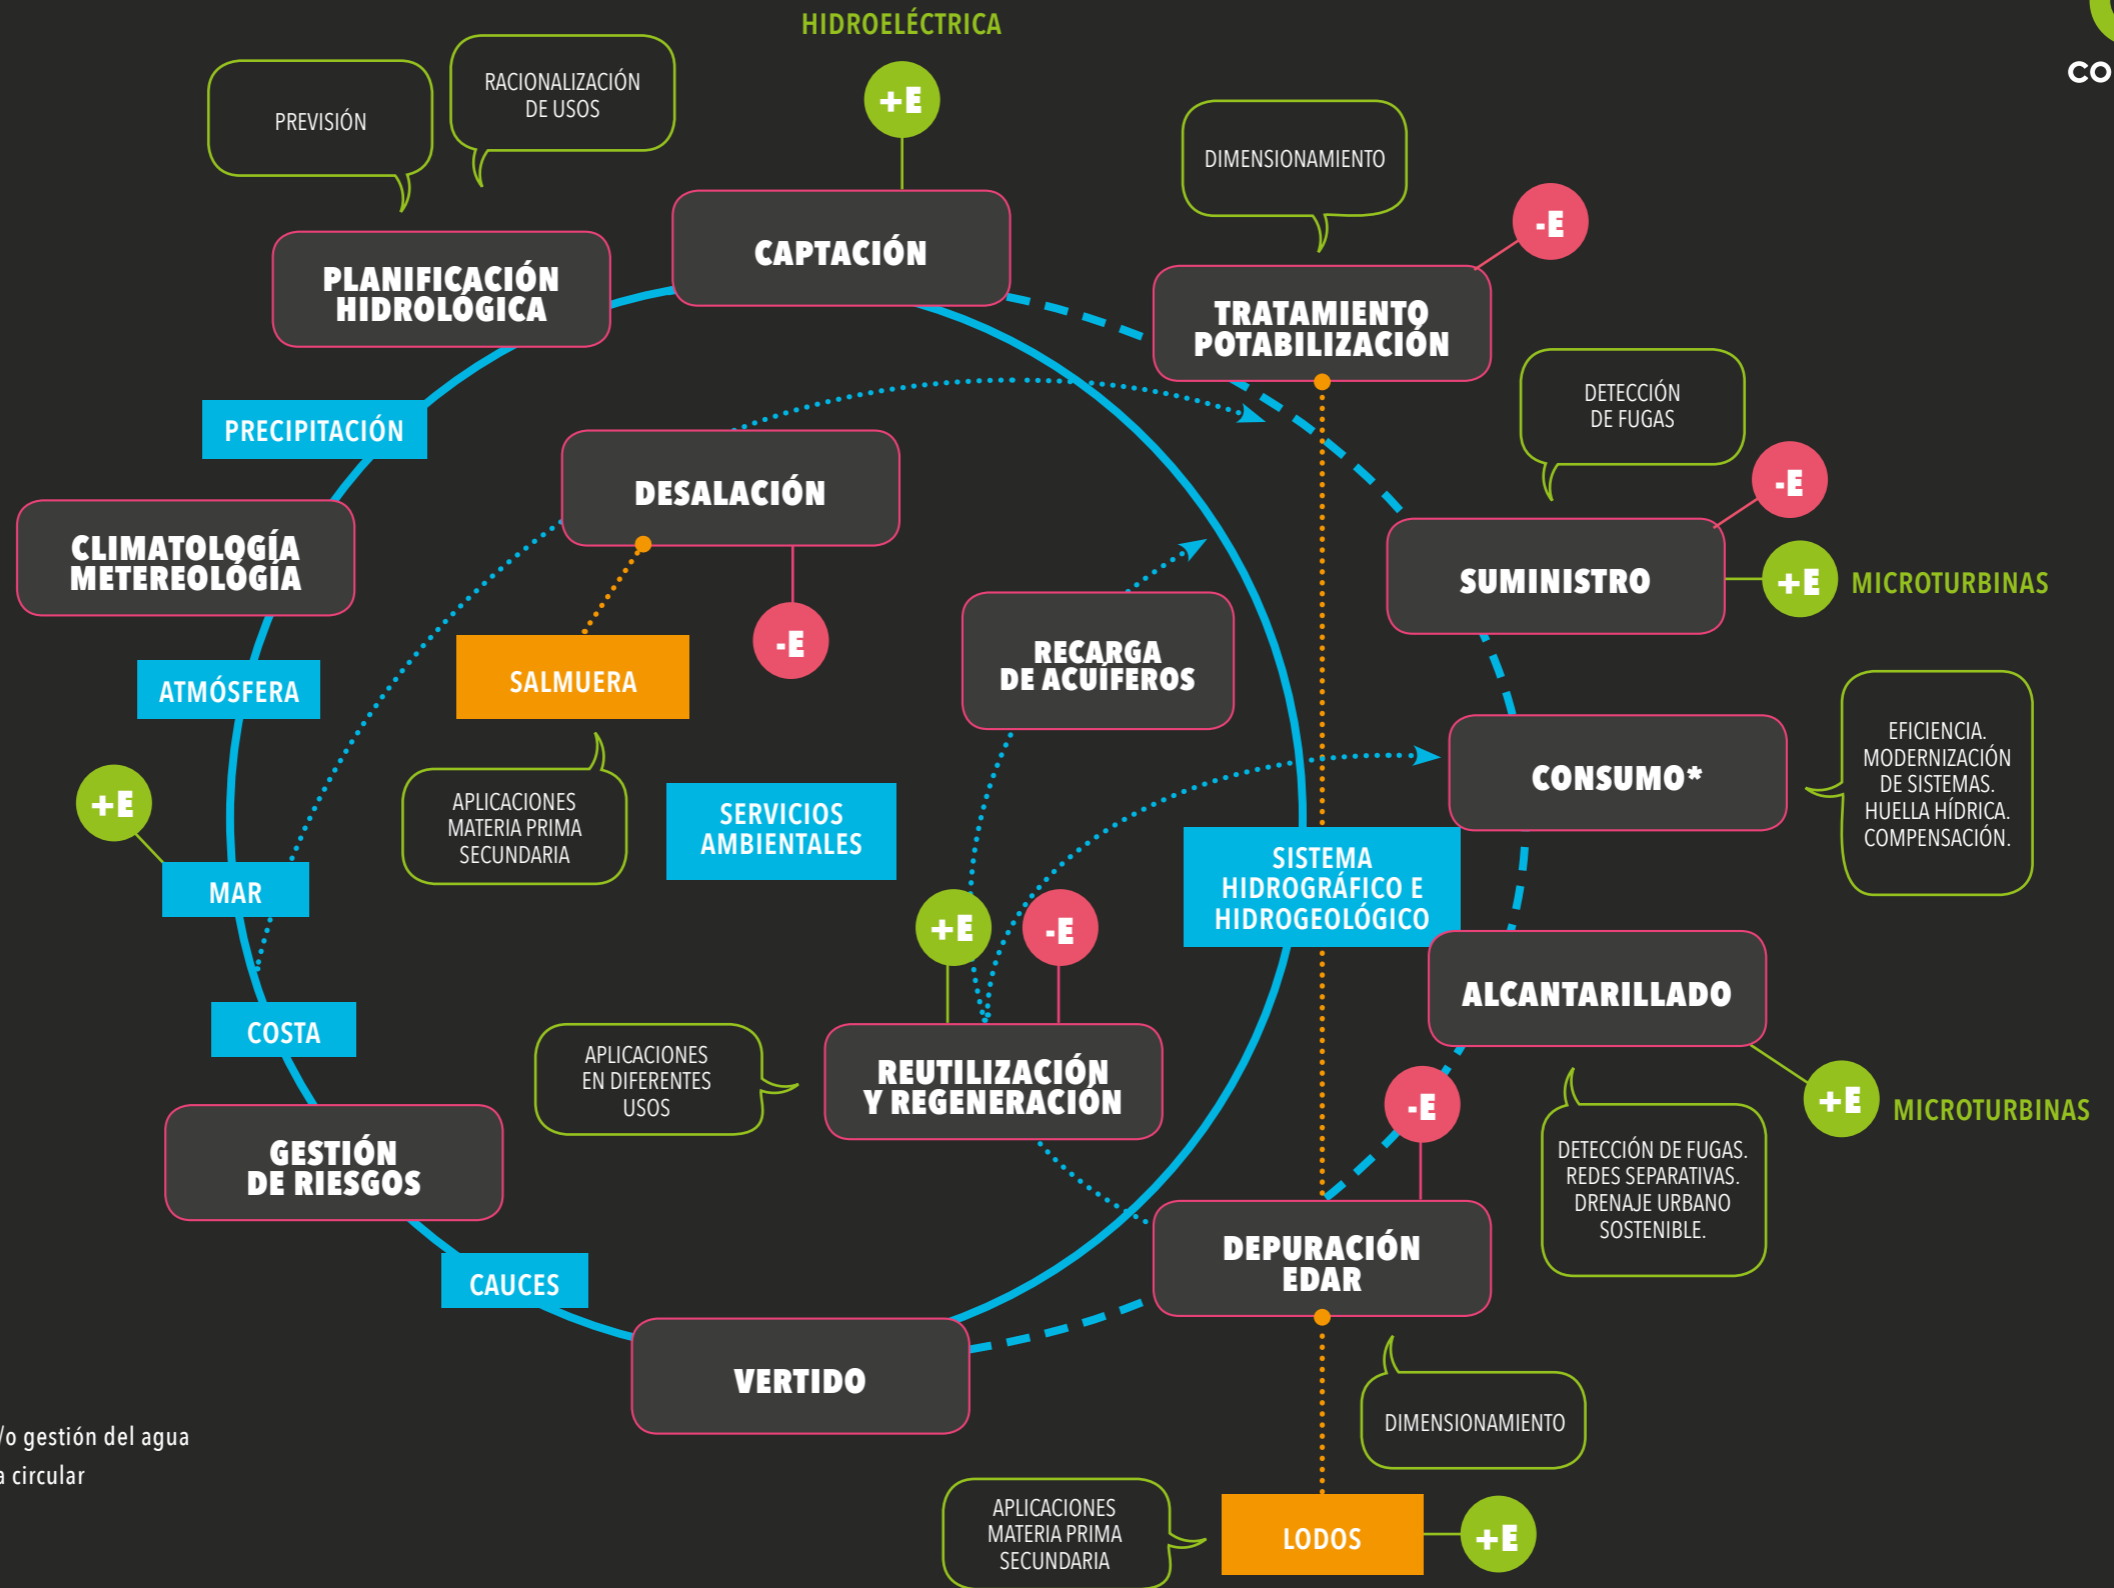 HIDROELÉCTRICA
+E
PREVISIÓN
RACIONALIZACIÓN
DE USOS
CO
DIMENSIONAMIENTO
-E
CAPTACIÓN
PLANIFICACIÓN
HIDROLÓGICA
TRATAMIENTO
POTABILIZACIÓN
DETECCIÓN
DE FUGAS
PRECIPITACIÓN
DESALACIÓN
-E
CLIMATOLOGÍA
METEREOLOGÍA
SUMINISTRO
+E
MICROTURBINAS
-E
SALMUERA
RECARGA
DE ACUÍFEROS
ATMÓSFERA
CONSUMO*
EFICIENCIA.
MODERNIZACIÓN
DE SISTEMAS.
HUELLA HÍDRICA.
COMPENSACIÓN.
+E
APLICACIONES
MATERIA PRIMA
SECUNDARIA
SERVICIOS
AMBIENTALES
MAR
SISTEMA
HIDROGRÁFICO E
HIDROGEOLÓGICO
+E
-E
ALCANTARILLADO
COSTA
APLICACIONES
EN DIFERENTES
USOS
REUTILIZACIÓN
Y REGENERACIÓN
-E
+E
MICROTURBINAS
GESTIÓN
DE RIESGOS
DETECCIÓN DE FUGAS.
REDES SEPARATIVAS.
DRENAJE URBANO
SOSTENIBLE.
DEPURACIÓN
EDAR
CAUCES
VERTIDO
DIMENSIONAMIENTO
/o gestión del agua
a circular
APLICACIONES
MATERIA PRIMA
SECUNDARIA
LODOS
+E